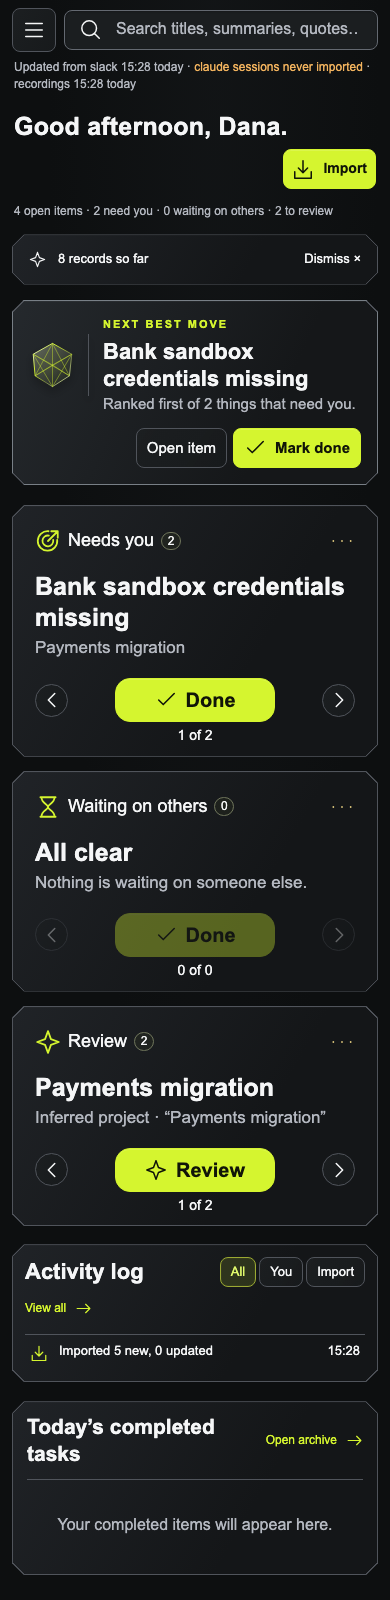 Search titles, summaries, quotes..
Updated from slack 15:28 today · claude sessions never imported ·
recordings 15:28 today
Good afternoon, Dana.
Import
4 open items · 2 need you · 0 waiting on others · 2 to review
8 records so far
Dismiss ×
NEXT BEST MOVE
Bank sandbox
credentials missing
Ranked first of 2 things that need you.
Open item
Mark done
Needs you 2
Bank sandbox credentials
missing
Payments migration
Done
1 of 2
Waiting on others 0
All clear
Nothing is waiting on someone else.
Done
0 of 0
Review 2
Payments migration
Inferred project · “Payments migration”
Review
1 of 2
Activity log
All
You
Import
View all
Imported 5 new, 0 updated
15:28
Today’s completed
tasks
Open archive
Your completed items will appear here.